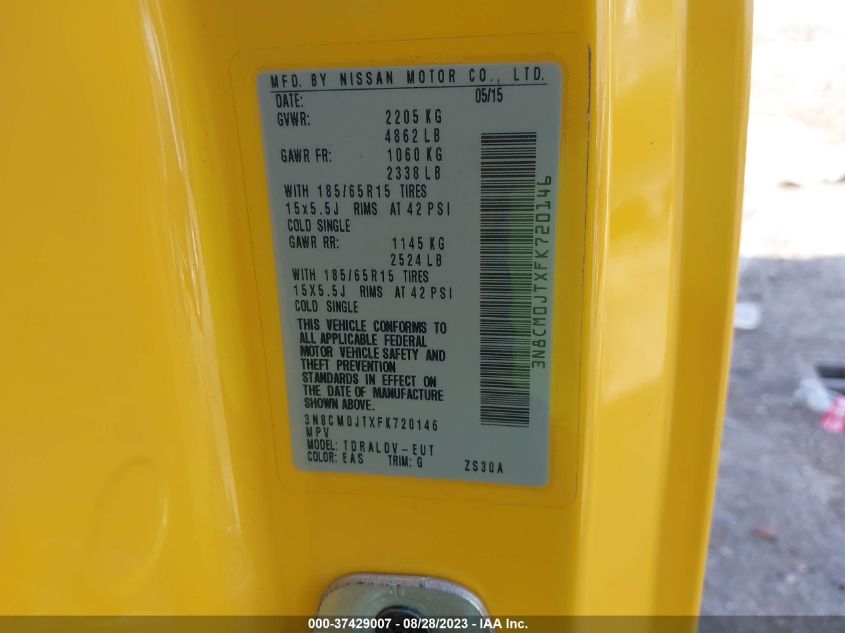 MFD. BY NISSAN MOTOR CO., LTD.
DATE: 05/15
GVWR: 2205 KG
4862 LB
GAWR FR: 1060 KG
2338 LB
WITH 185/65R15 TIRES
15x5.5J RIMS AT 42 PSI
COLD SINGLE
GAWR RR: 1145 KG
2524 LB
WITH 185/65R15 TIRES
15X5.5J RIMS AT 42 PSI
COLD SINGLE
THIS VEHICLE CONFORMS TO
ALL APPLICABLE FEDERAL
MOTOR VEHICLE SAFETY AND
THEFT PREVENTION
STANDARDS IN EFFECT ON
THE DATE OF MANUFACTURE
SHOWN ABOVE.
3N8CM0JTXFK720146
MPV
MODEL: TDRALDV-EUT
COLOR: EAS TRIM: G ZS30A
3N8CM0JTXFK720146
000-37429007 - 08/28/2023 - IAAI.com